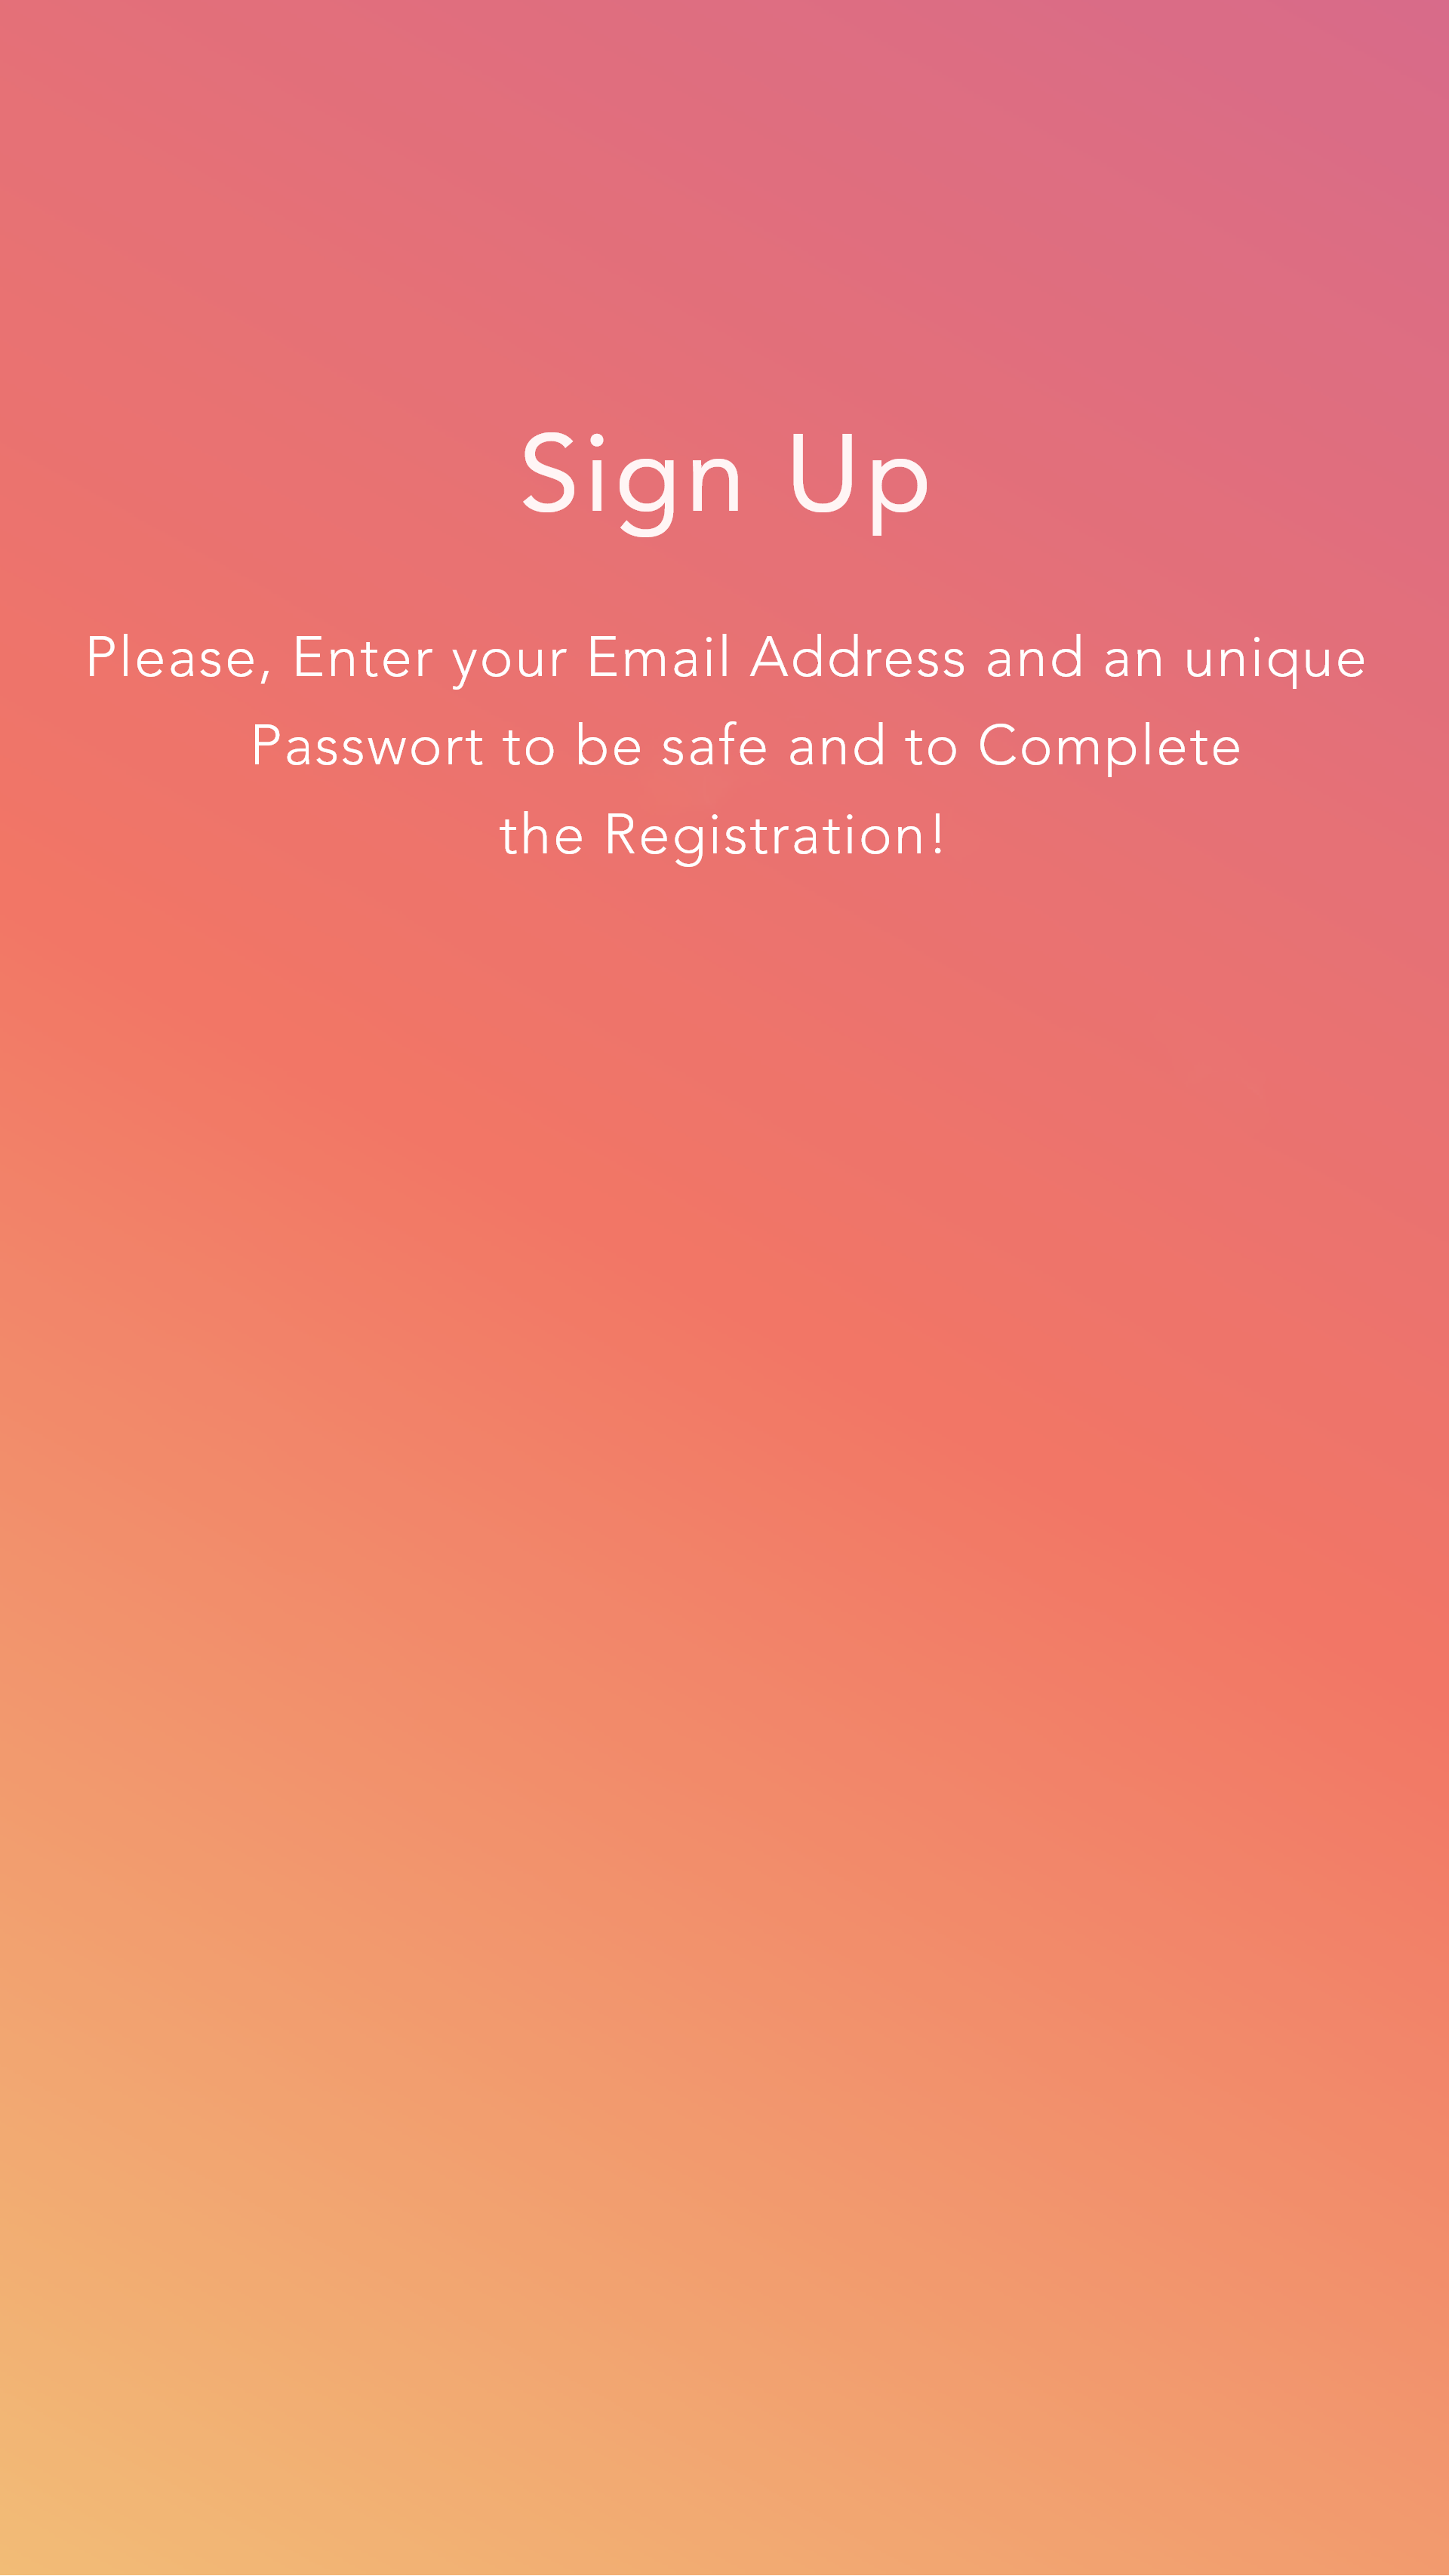 Sign Up
Please, Enter your Email Address and an unique
Passwort to be safe and to Complete
the Registration!